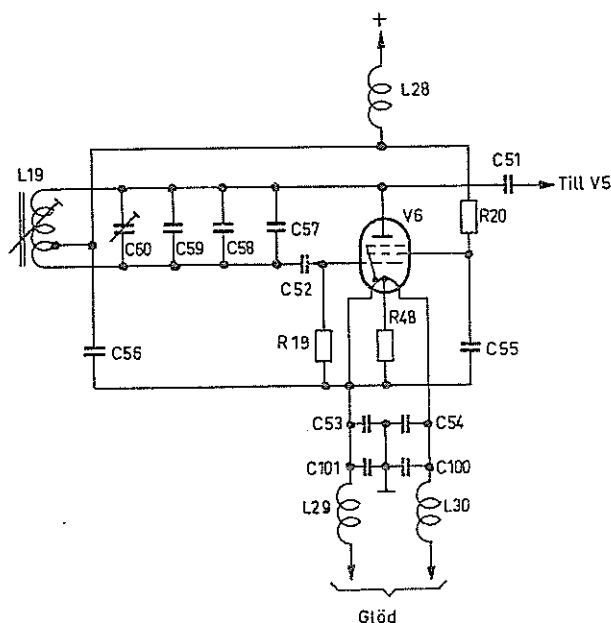 +
L28
C51
Till V5
L19
V6
R20
C60
C59
C58
C57
C52
R48
R19
C56
C55
C53
C54
C101
C100
L29
L30
Glöd